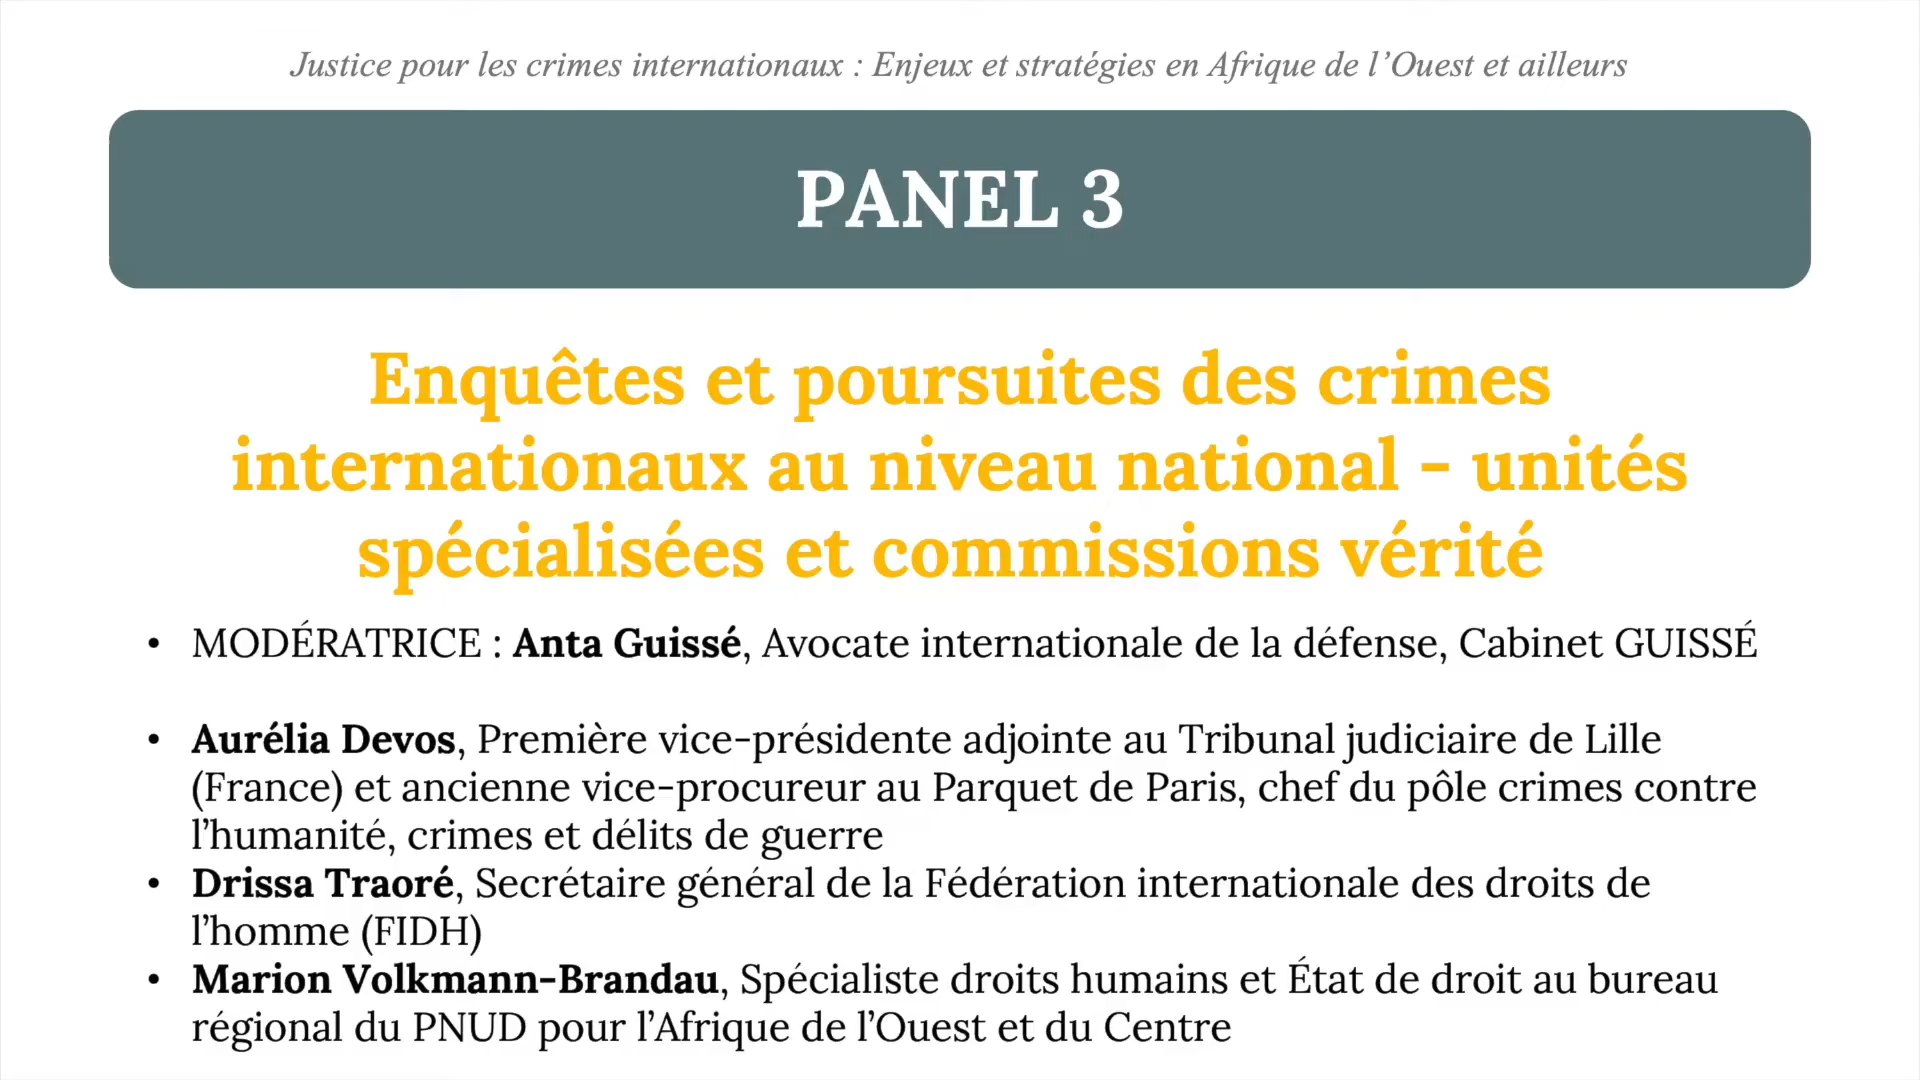 Justice pour les crimes internationaux : Enjeux et stratégies en Afrique de l’Ouest et ailleurs
PANEL 3
Enquêtes et poursuites des crimes
internationaux au niveau national - unités
spécialisées et commissions vérité
• MODÉRATRICE : Anta Guissé, Avocate internationale de la défense, Cabinet GUISSÉ
• Aurélia Devos, Première vice-présidente adjointe au Tribunal judiciaire de Lille
(France) et ancienne vice-procureur au Parquet de Paris, chef du pôle crimes contre
l’humanité, crimes et délits de guerre
• Drissa Traoré, Secrétaire général de la Fédération internationale des droits de
l’homme (FIDH)
• Marion Volkmann-Brandau, Spécialiste droits humains et État de droit au bureau
régional du PNUD pour l’Afrique de l’Ouest et du Centre